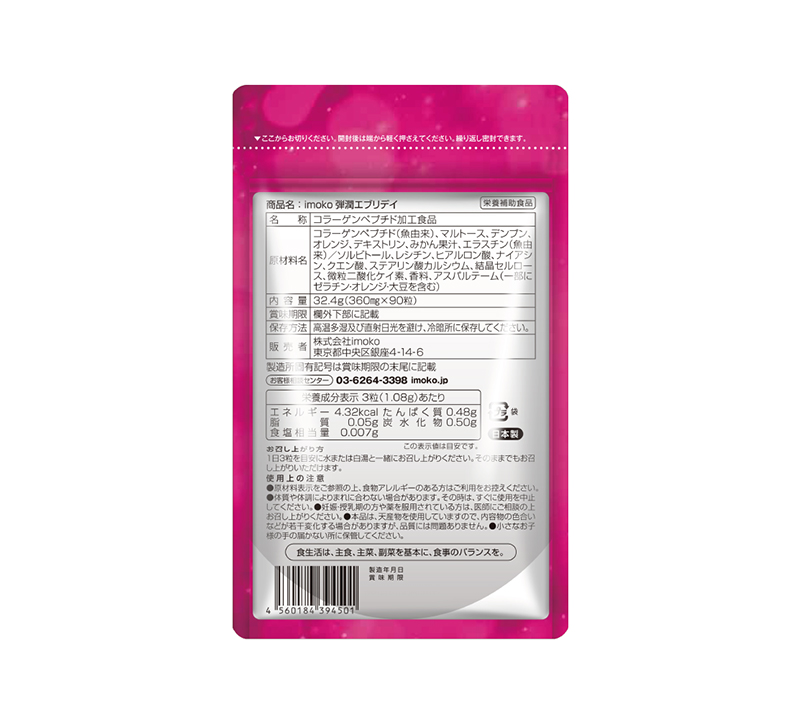 ▼ここからお切りください。開封後は端から軽く押さえてください。繰り返し密封できます。
商品名：imoko 弾潤エブリデイ 栄養補助食品
名称 コラーゲンペプチド加工食品
原材料名 コラーゲンペプチド（魚由来）、マルトース、デンプン、
オレンジ、デキストリン、みかん果汁、エラスチン（魚由
来）／ソルビトール、レシチン、ヒアルロン酸、ナイアシ
ン、クエン酸、ステアリン酸カルシウム、結晶セルロー
ス、微粒二酸化ケイ素、香料、アスパルテーム（一部に
ゼラチン・オレンジ・大豆を含む）
内容量 32.4g(360mg×90粒)
賞味期限 欄外下部に記載
保存方法 高温多湿及び直射日光を避け、冷暗所に保存してください。
販売者 株式会社imoko
東京都中央区銀座4-14-6
製造所固有記号は賞味期限の末尾に記載
お客様相談センター 03-6264-3398 imoko.jp
栄養成分表示 3粒(1.08g)あたり
エネルギー 4.32kcal たんぱく質 0.48g
脂質 0.05g 炭水化物 0.50g
食塩相当量 0.007g
プラ 袋
日本製
この表示値は目安です。
お召し上がり方
1日3粒を目安に水または白湯と一緒にお召し上がりください。そのままでもお召
し上がりいただけます。
使用上の注意
●原材料表示をご参照の上、食物アレルギーのある方はご利用をお控えください。
●体質や体調によりまれに合わない場合があります。その時は、すぐに使用を中止
してください。●妊娠・授乳期の方や薬を服用されている方は、医師にご相談の上
お召し上がりください。●本品は、天産物を使用していますので、内容物の色合い
などが若干変化する場合がありますが、品質には問題ありません。●小さなお子
様の手の届かない所に保管してください。
食生活は、主食、主菜、副菜を基本に、食事のバランスを。
製造年月日
賞味期限
4 560184 394501